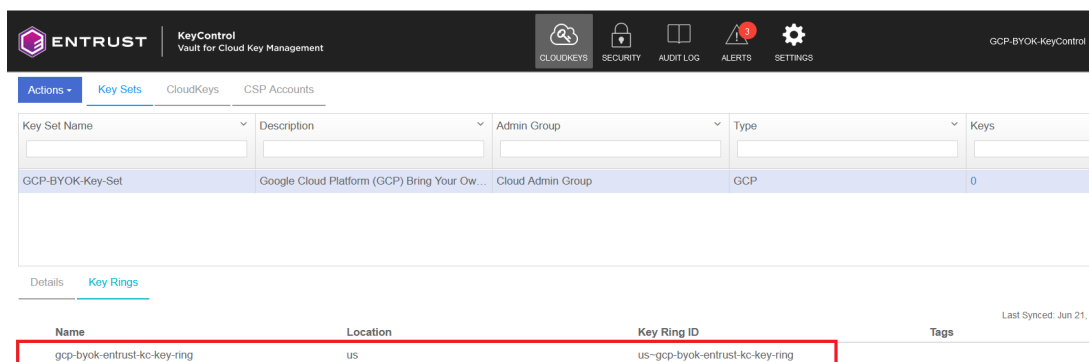 ENTRUST
KeyControl
Vault for Cloud Key Management
CLOUDKEYS
SECURITY
AUDIT LOG
3
ALERTS
SETTINGS
GCP-BYOK-KeyControl
Actions
Key Sets
CloudKeys
CSP Accounts
Key Set Name
Description
Admin Group
Type
Keys
GCP-BYOK-Key-Set
Google Cloud Platform (GCP) Bring Your Ow...
Cloud Admin Group
GCP
0
Details
Key Rings
Last Synced: Jun 21,
Name
Location
Key Ring ID
Tags
gcp-byok-entrust-kc-key-ring
us
us~gcp-byok-entrust-kc-key-ring